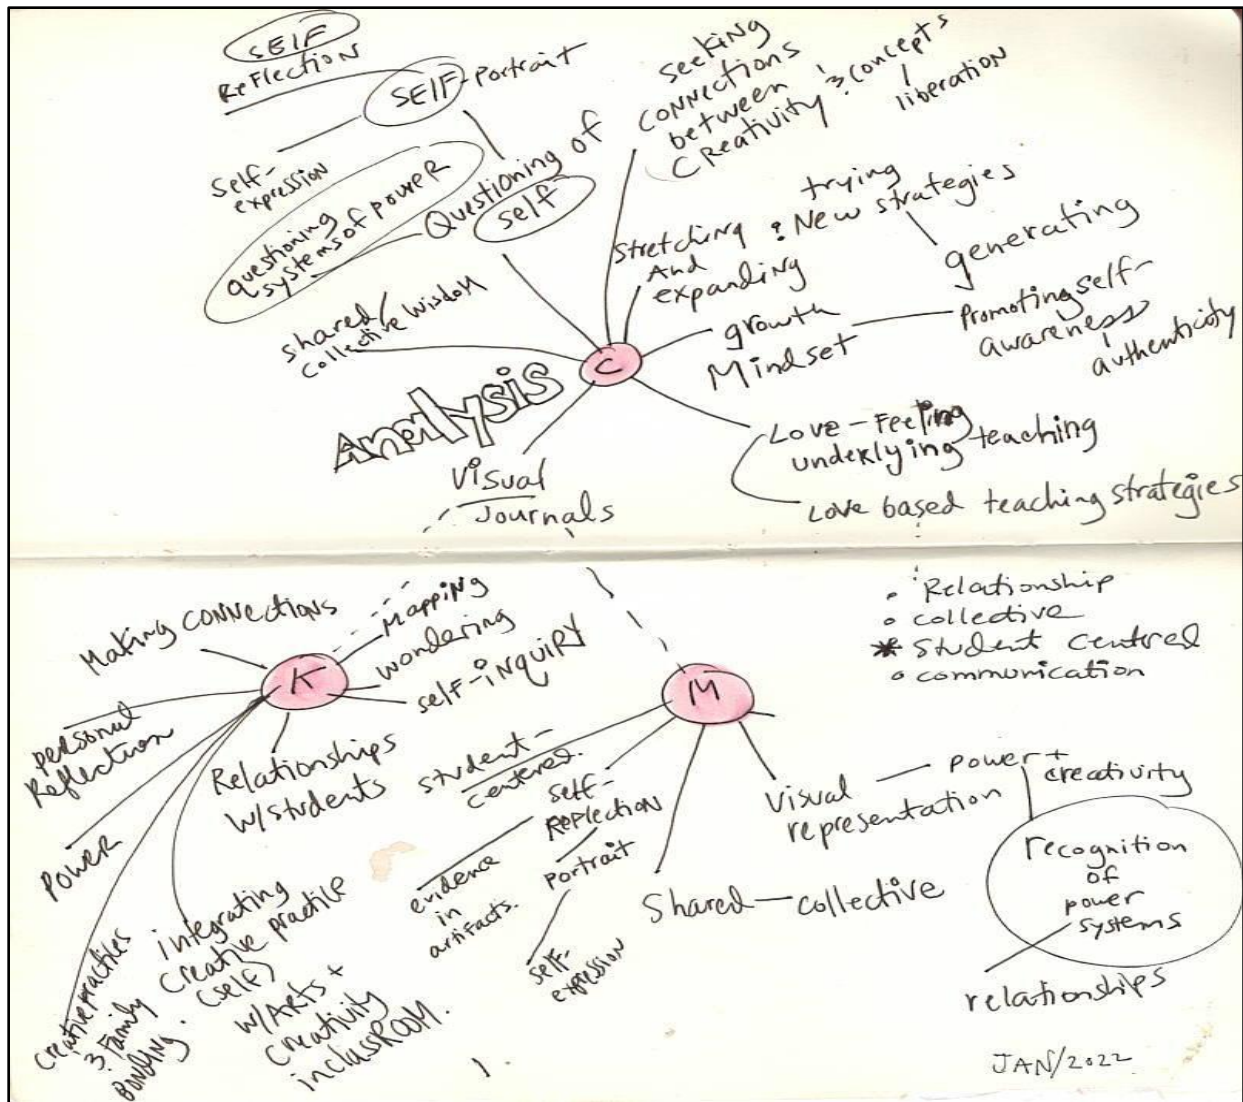 SElF
ReFlection
SElF-Portrait
Self-
expression
questioning
systems of power
Questioning of
self
shared/
collective Wisdom
seeking
connections
between
Creativity & concepts
liberation
Stretching &
And
expanding
trying
New strategies
generating
growth
Mindset
Promoting self-
awareness
authenticity
Analysis
C
Love - Feeling
underlying teaching
Love based teaching strategies
Visual
Journals
Making connections
Mapping
wondering
self-inquiry
K
personal
Reflection
Power
Relationships
w/students
creative practices
& Family
Bonding.
integrating
creative practice
(self)
w/Arts +
creativity
in classroom.
M
student-
centered.
self-
Reflection
portrait
self-
expression
evidence
in
artifacts.
Shared - collective
Visual
representation
power +
creativity
recognition
of
power
systems
relationships
• Relationship
• collective
* Student centered
• communication
JAN/2022